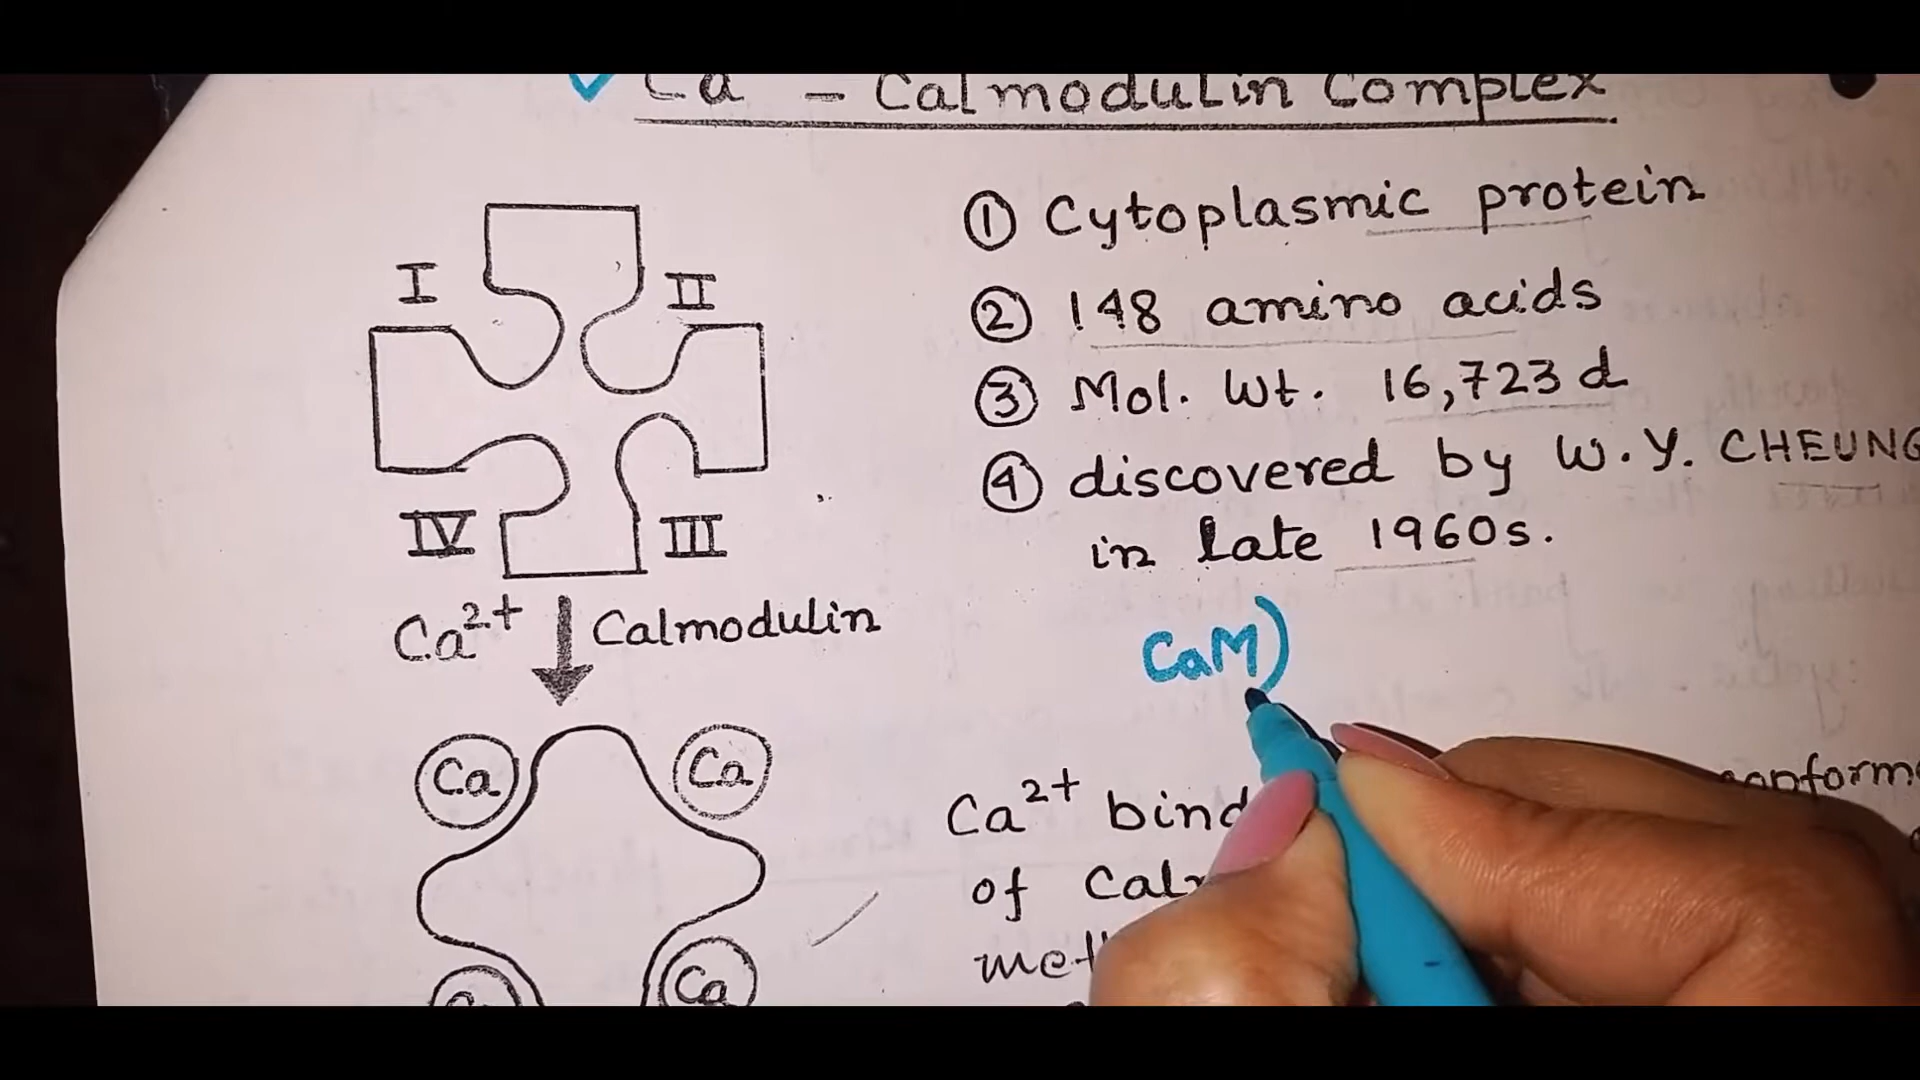 Ca - Calmodulin Complex
① Cytoplasmic protein
② 148 amino acids
③ Mol. Wt. 16,723 d
④ discovered by W.Y. CHEUNG
in late 1960s.
I
II
IV
III
Ca²⁺ Calmodulin
CaM)
Ca
Ca
Ca
Ca²⁺ bind
of